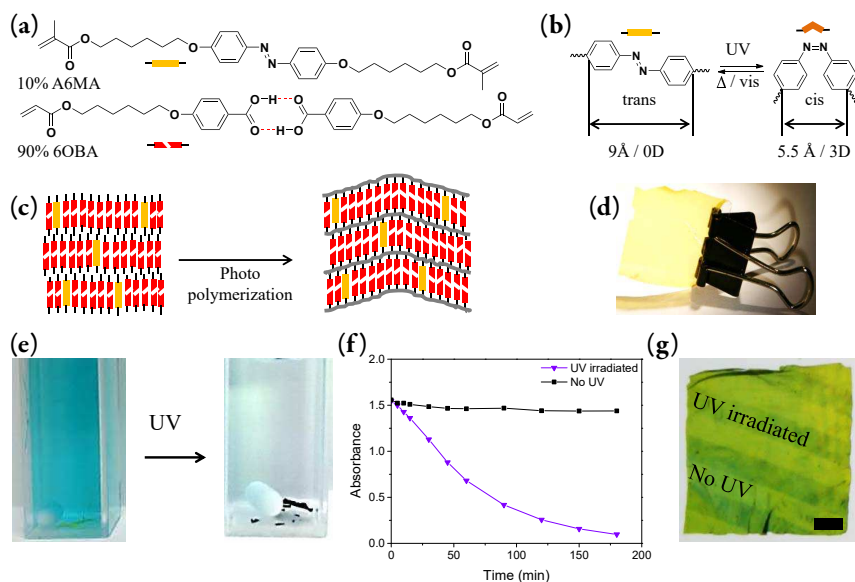 (a)
O
O
O
N
N
O
O
O
10% A6MA
O
O
O
O
H
O
O
O
H
O
O
O
O
90% 6OBA
(b)
N
N
trans
9Å / 0D
UV
Δ / vis
N=N
cis
5.5 Å / 3D
(c)
Photo
polymerization
(d)
(e)
UV
(f)
2.0
1.5
1.0
0.5
0.0
Absorbance
0 50 100 150 200
Time (min)
UV irradiated
No UV
(g)
UV irradiated
No UV